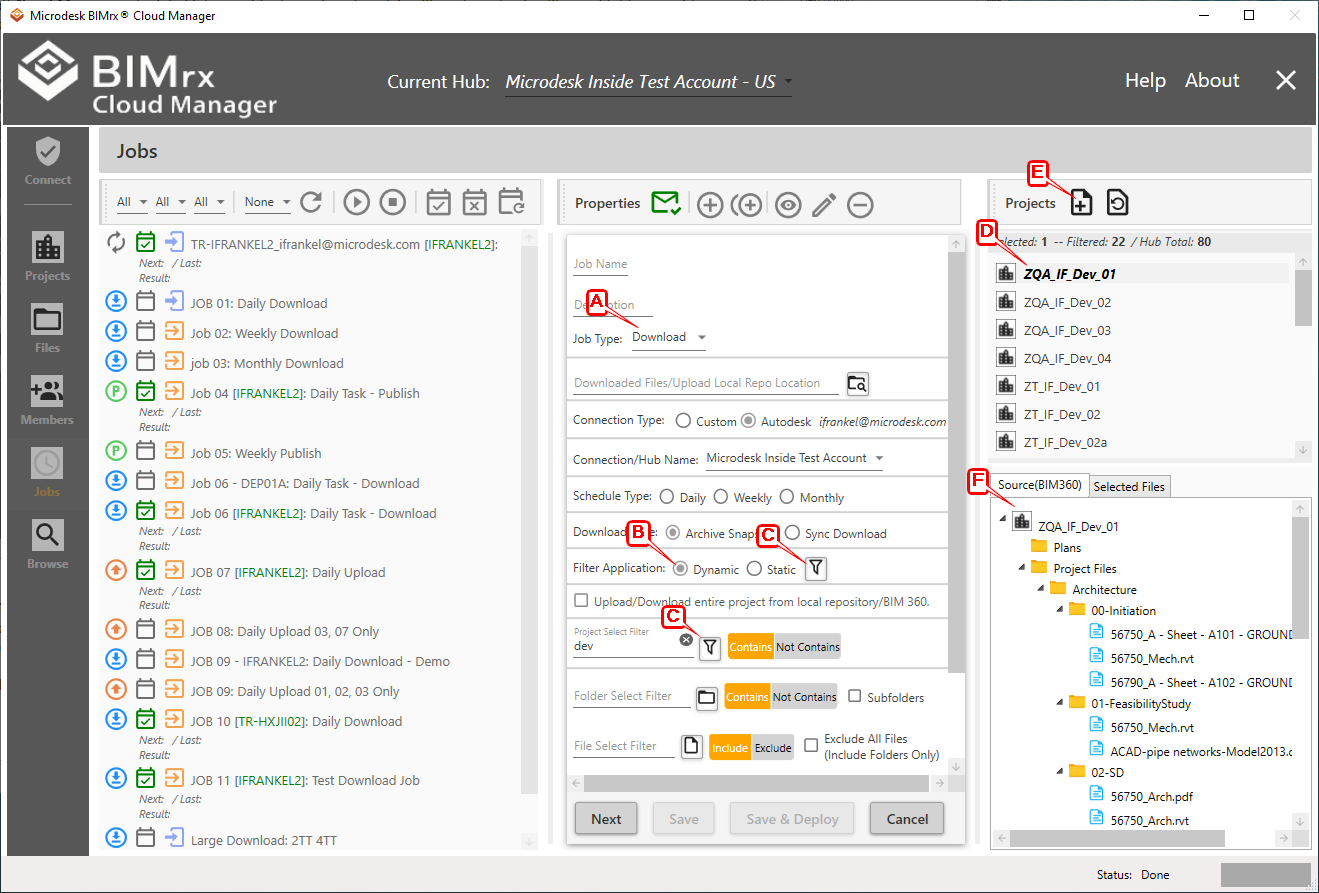 Microdesk BIMrx® Cloud Manager
BIMrx
Cloud Manager
Current Hub: Microdesk Inside Test Account - US
Help About
Connect
Projects
Files
Members
Jobs
Browse
Jobs
All All All None
TR-IFRANKEL2_ifrankel@microdesk.com [IFRANKEL2]:
Next: / Last:
Result:
JOB 01: Daily Download
Job 02: Weekly Download
job 03: Monthly Download
Job 04 [IFRANKEL2]: Daily Task - Publish
Next: / Last:
Result:
Job 05: Weekly Publish
Job 06 - DEP01A: Daily Task - Download
Job 06 [IFRANKEL2]: Daily Task - Download
Next: / Last:
Result:
JOB 07 [IFRANKEL2]: Daily Upload
Next: / Last:
Result:
JOB 08: Daily Upload 03, 07 Only
JOB 09 - IFRANKEL2: Daily Download - Demo
JOB 09: Daily Upload 01, 02, 03 Only
JOB 10 [TR-HXJII02]: Daily Download
Next: / Last:
Result:
JOB 11 [IFRANKEL2]: Test Download Job
Next: / Last:
Result:
Large Download: 2TT 4TT
Properties
Job Name
A
Job Type: Download
Downloaded Files/Upload Local Repo Location
Connection Type: Custom Autodesk ifrankel@microdesk.com
Connection/Hub Name: Microdesk Inside Test Account
Schedule Type: Daily Weekly Monthly
B C
Download Archive Sync Download
Filter Application: Dynamic Static
Upload/Download entire project from local repository/BIM 360.
C
Project Select Filter
dev Contains Not Contains
Folder Select Filter Contains Not Contains Subfolders
File Select Filter Include Exclude Exclude All Files
(Include Folders Only)
Next Save Save & Deploy Cancel
E
Projects
D
elected: 1 -- Filtered: 22 / Hub Total: 80
ZQA_IF_Dev_01
ZQA_IF_Dev_02
ZQA_IF_Dev_03
ZQA_IF_Dev_04
ZT_IF_Dev_01
ZT_IF_Dev_02
ZT_IF_Dev_02a
F
Source(BIM360) Selected Files
ZQA_IF_Dev_01
Plans
Project Files
Architecture
00-Initiation
56750_A - Sheet - A101 - GROUND
56750_Mech.rvt
56790_A - Sheet - A102 - GROUND
01-FeasibilityStudy
56750_Mech.rvt
ACAD-pipe networks-Model2013.d
02-SD
56750_Arch.pdf
56750_Arch.rvt
Status: Done